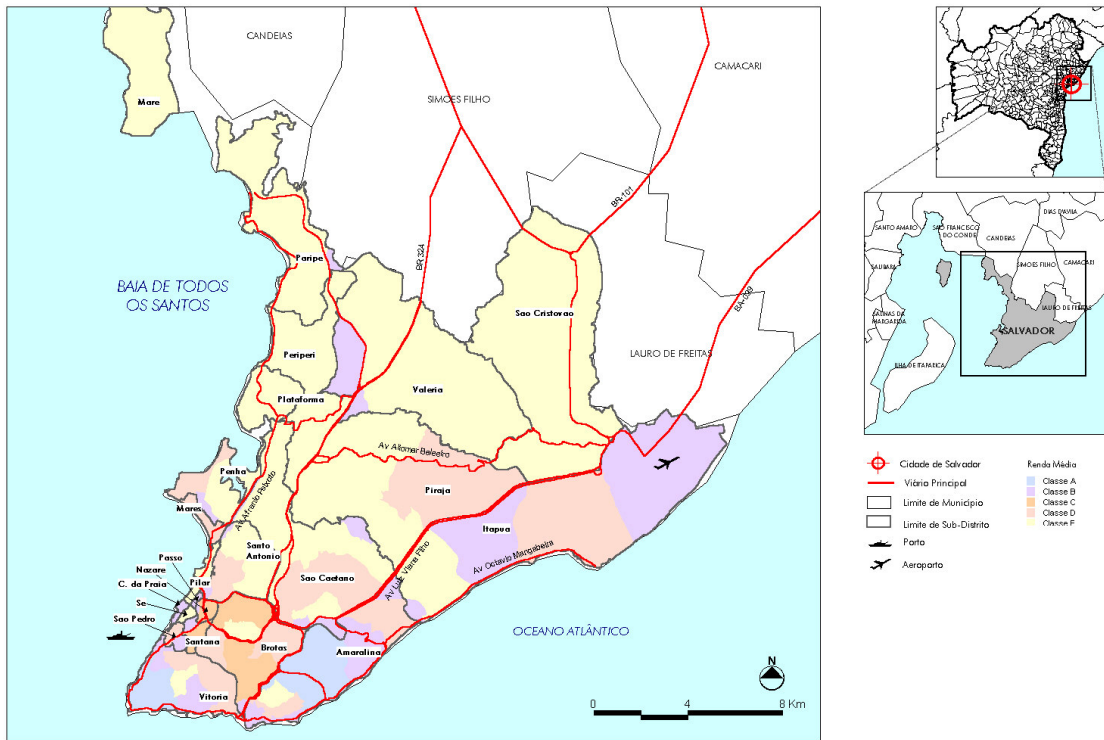 CANDEIAS
CAMACARI
SIMOES FILHO
Mare
BR-101
BR 324
BA-099
Paripe
BAIA DE TODOS
OS SANTOS
Sao Cristovao
LAURO DE FREITAS
Periperi
Valeria
Plataforma
Av Altomar Baleeiro
Penha
Av Afranio Peixoto
Piraja
Mares
Itapua
Santo
Antonio
Av Octavio Mangabeira
Av Luiz Viana Filho
Passo
Nazare
C. da Praia
Pilar
Sao Caetano
Se
Sao Pedro
Santana
Brotas
Amaralina
OCEANO ATLÂNTICO
Vitoria
N
0 4 8 Km
SANTO AMARO
SAO FRANCISCO
DO CONDE
DIAS D'AVILA
CANDEIAS
SIMOES FILHO
CAMACARI
SAUBARA
LAURO DE FREITAS
SALINAS DA
MARGARIDA
SALVADOR
ILHA DE ITAPARICA
Cidade de Salvador
Viário Principal
Limite de Município
Limite de Sub-Distrito
Porto
Aeroporto
Renda Média
Classe A
Classe B
Classe C
Classe D
Classe E